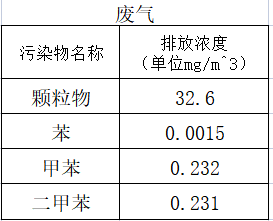 废气
污染物名称 排放浓度
（单位mg/m^3）
颗粒物 32.6
苯 0.0015
甲苯 0.232
二甲苯 0.231